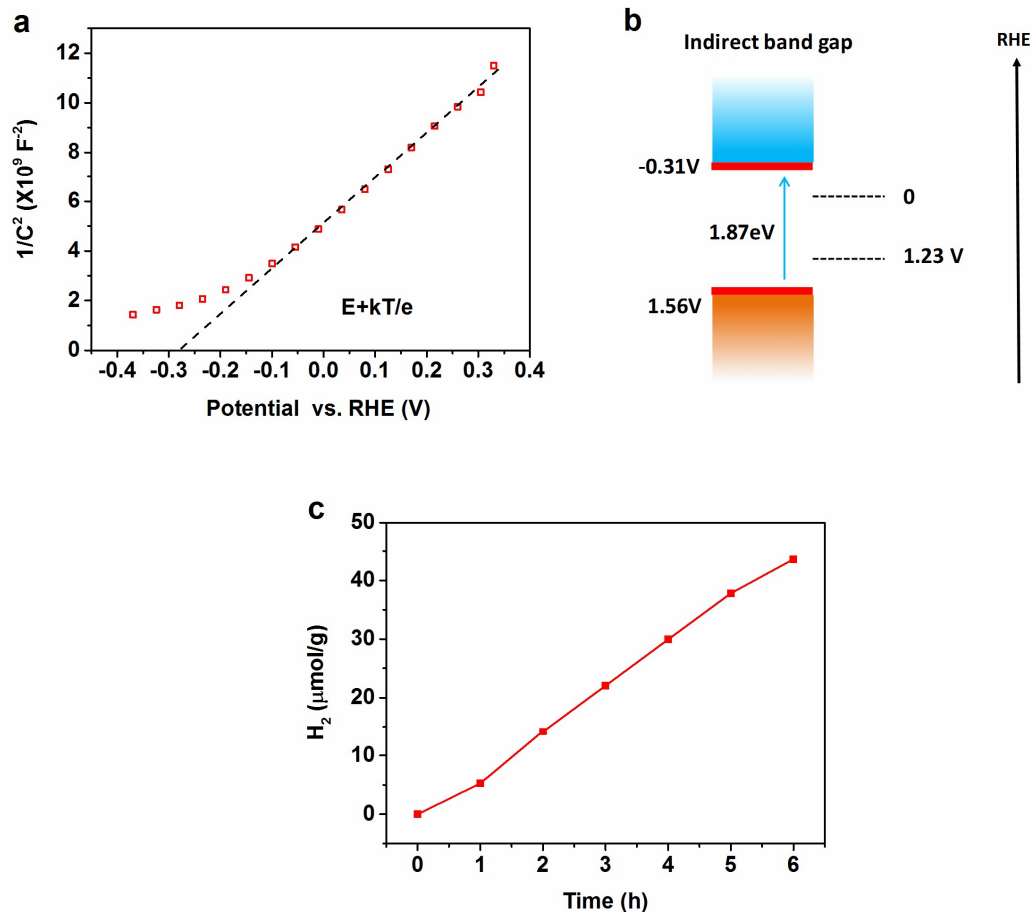 a
12
10
8
6
4
2
0
1/C² (X10⁹ F⁻²)
E+kT/e
-0.4 -0.3 -0.2 -0.1 0.0 0.1 0.2 0.3 0.4
Potential vs. RHE (V)
b
Indirect band gap
RHE
-0.31V
0
1.87eV
1.23 V
1.56V
c
50
40
30
20
10
0
H₂ (μmol/g)
0 1 2 3 4 5 6
Time (h)